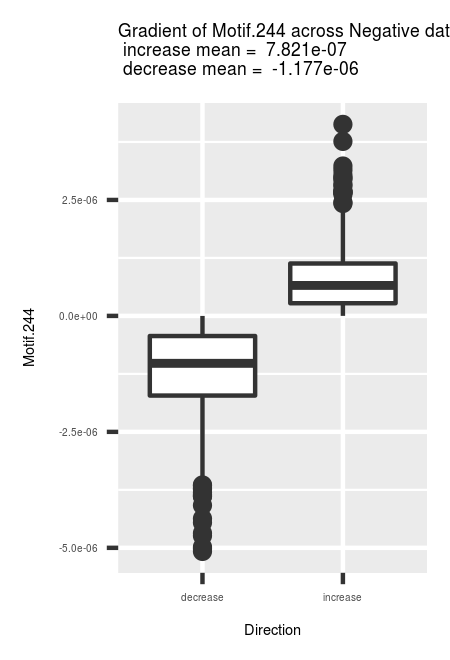 Gradient of Motif.244 across Negative dat
increase mean =  7.821e-07
decrease mean =  -1.177e-06
Motif.244
2.5e-06
0.0e+00
-2.5e-06
-5.0e-06
decrease
increase
Direction